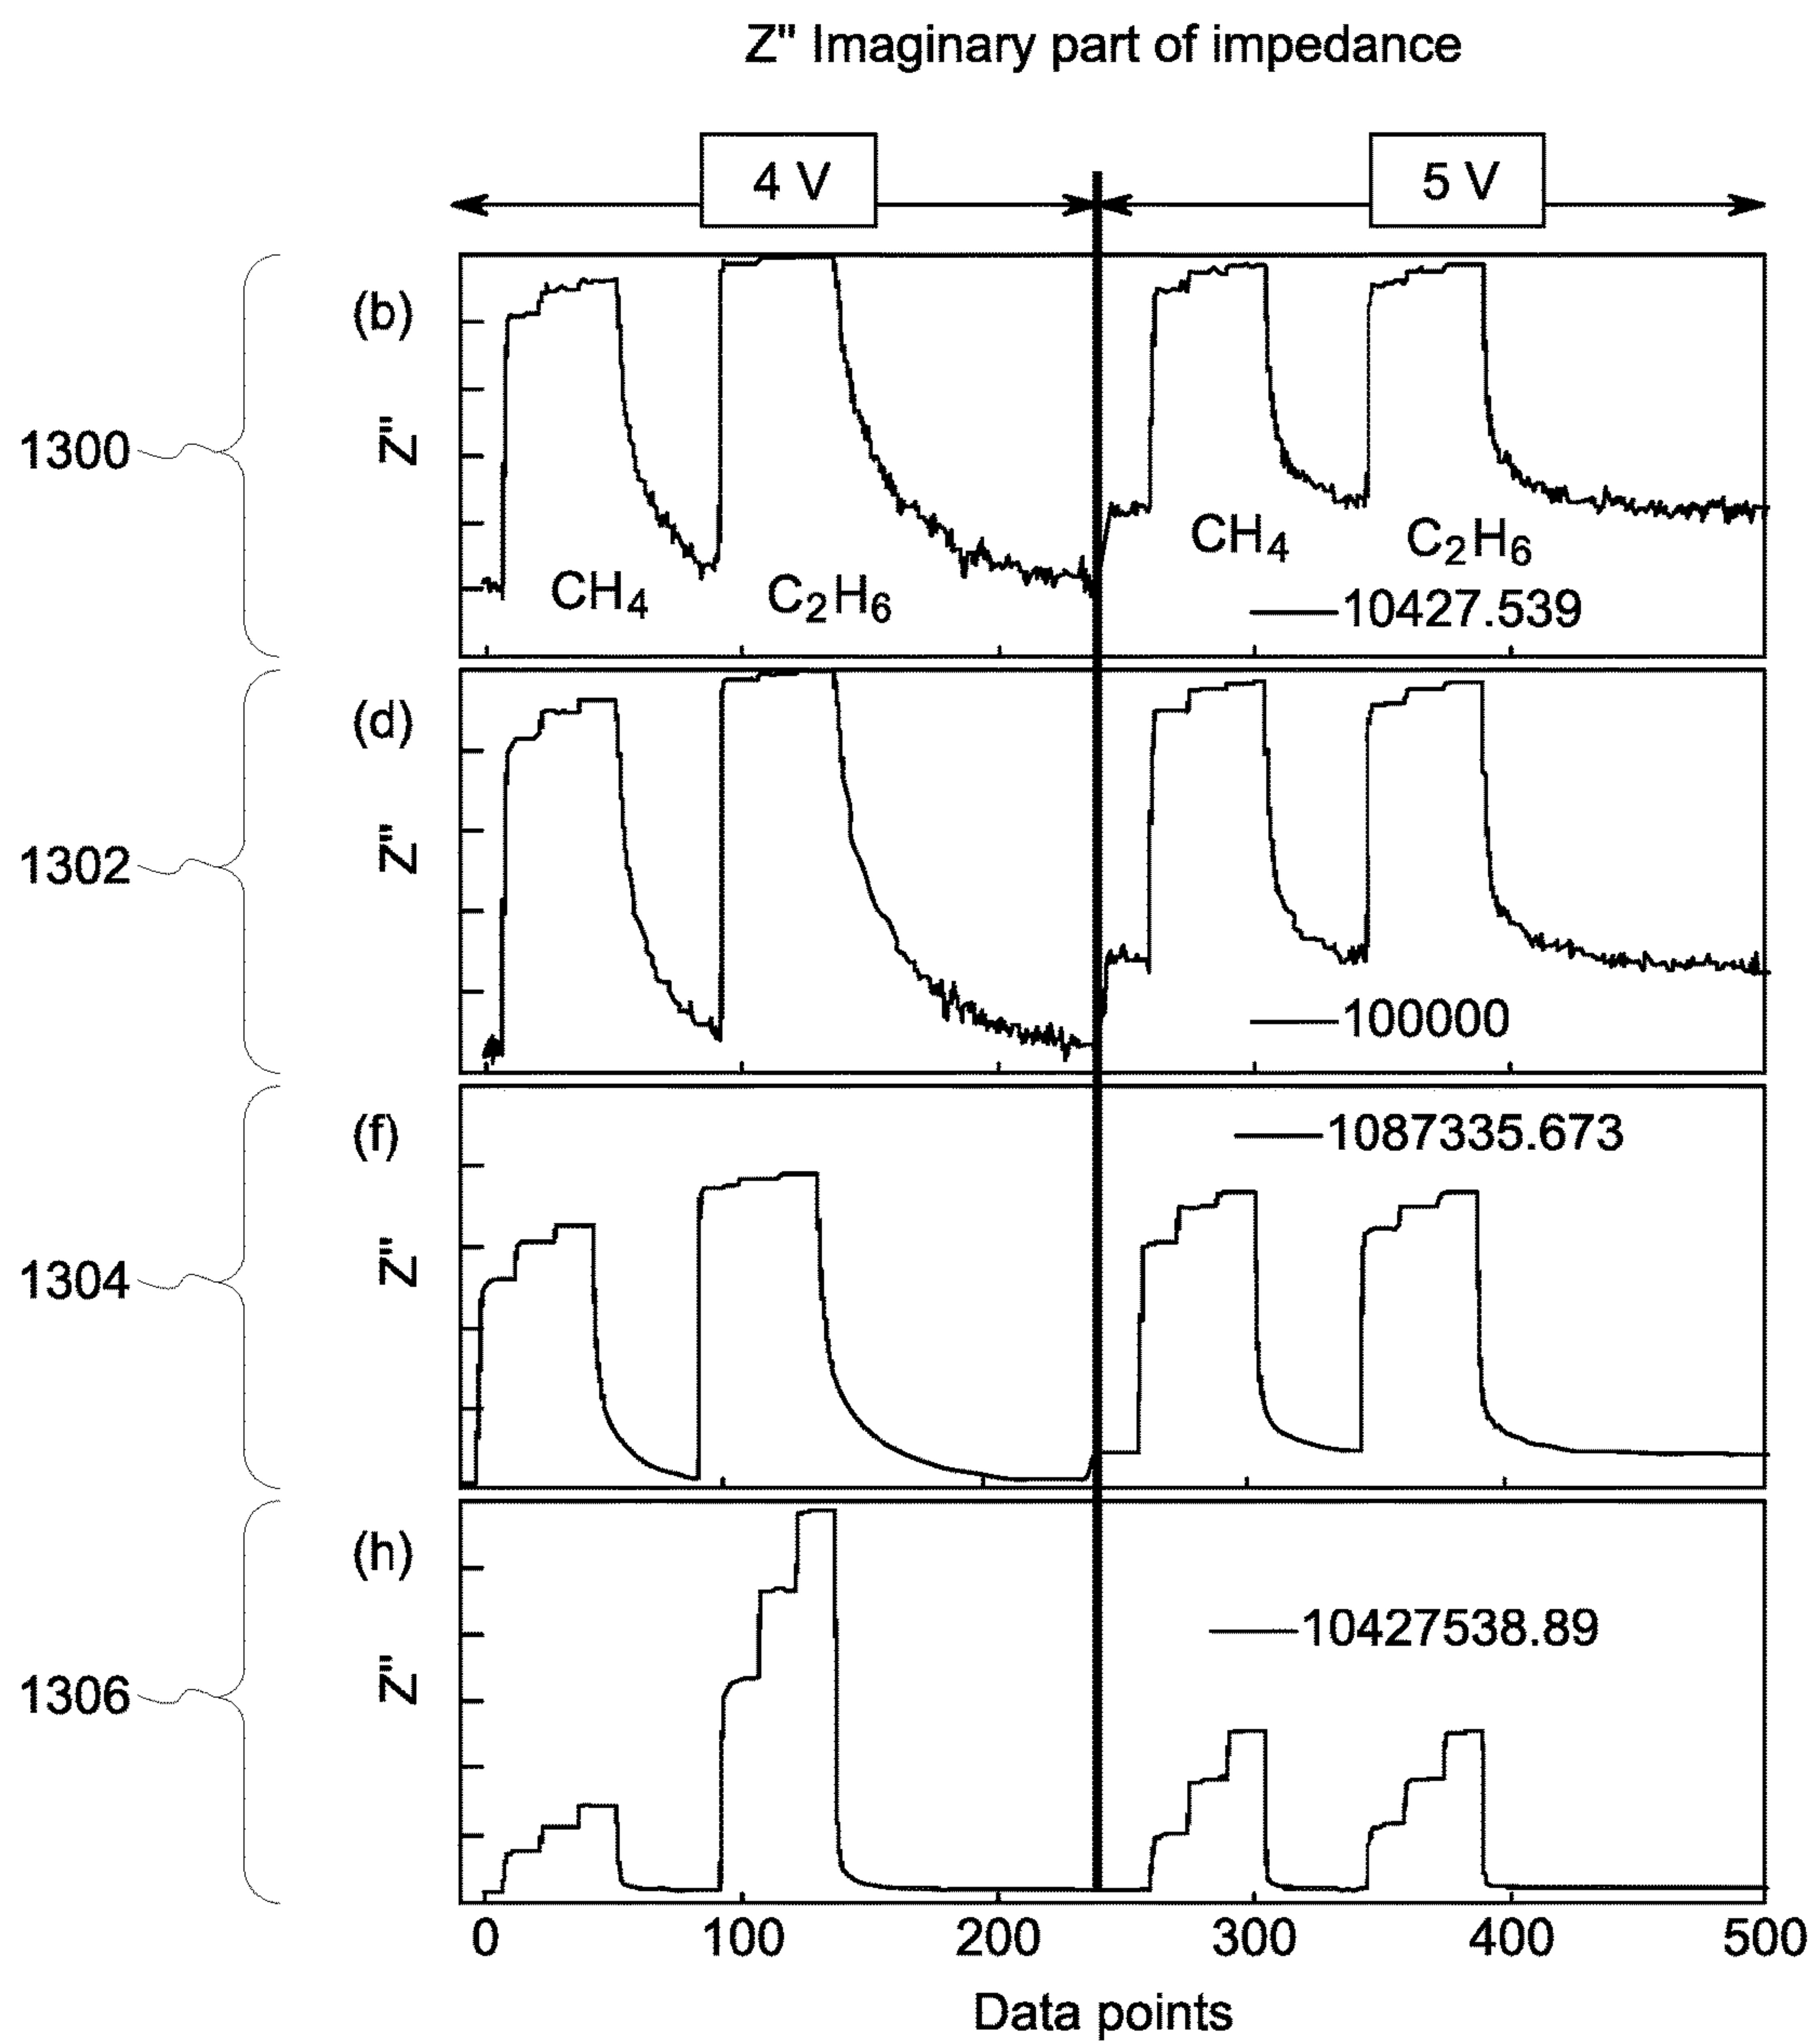 Z" Imaginary part of impedance
4 V
5 V
(b)
1300
Z"
CH4
C2H6
CH4
C2H6
10427.539
(d)
1302
Z"
100000
(f)
1087335.673
1304
Z"
(h)
10427538.89
1306
Z"
0 100 200 300 400 500
Data points